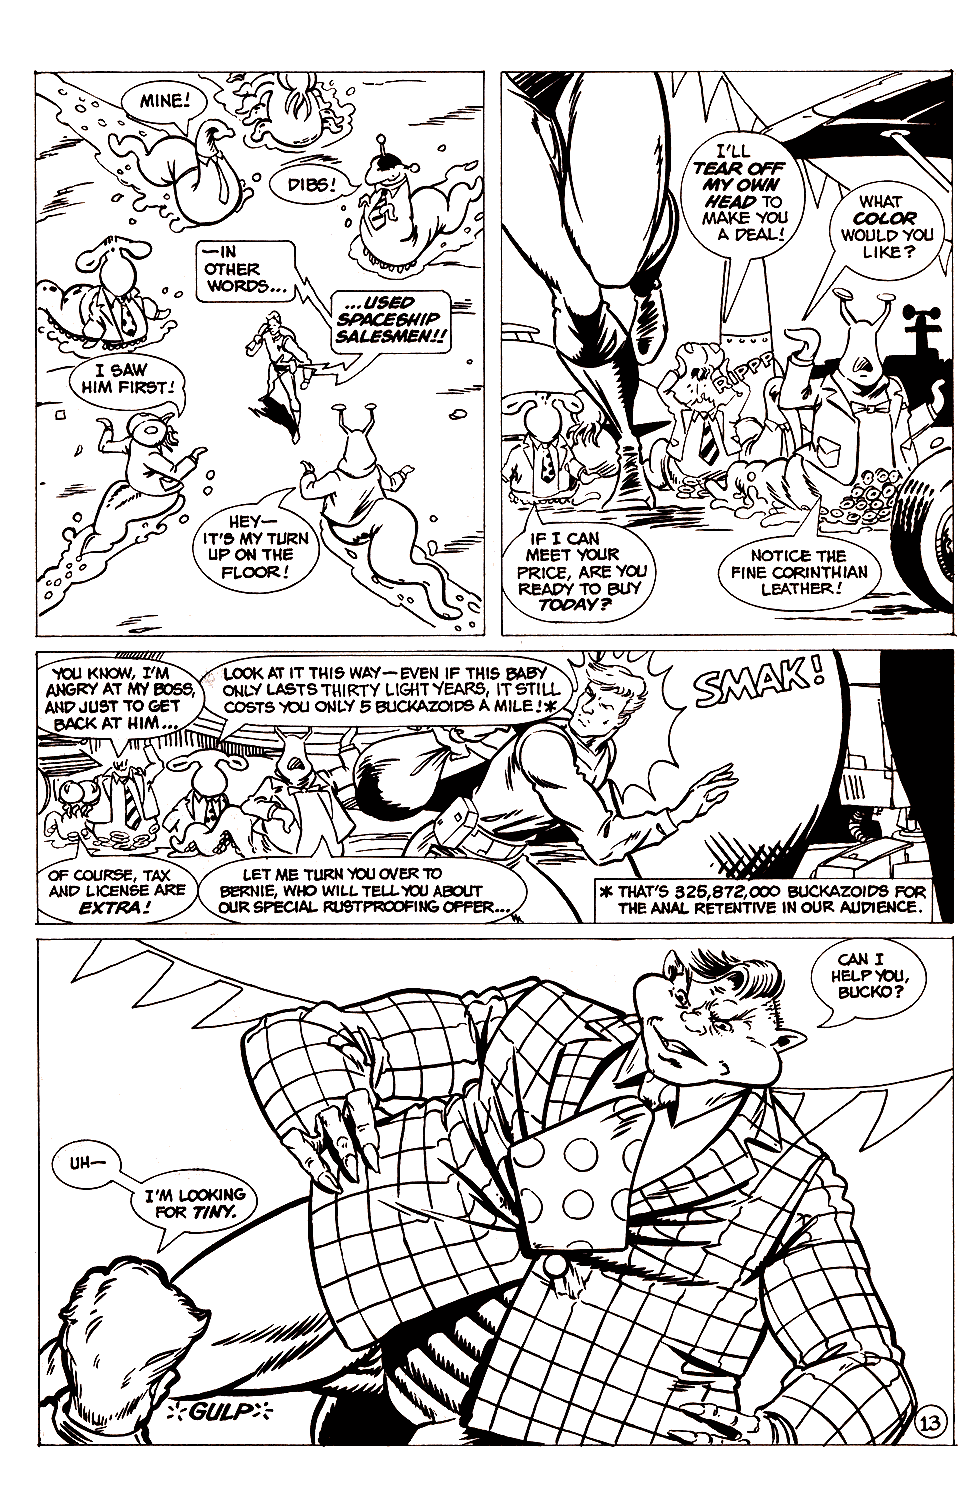 MINE!
DIBS!
—IN
OTHER
WORDS...
...USED
SPACESHIP
SALESMEN!!
I SAW
HIM FIRST!
HEY—
IT'S MY TURN
UP ON THE
FLOOR!
I'LL
TEAR OFF
MY OWN
HEAD TO
MAKE YOU
A DEAL!
WHAT
COLOR
WOULD YOU
LIKE?
RIPPP
IF I CAN
MEET YOUR
PRICE, ARE YOU
READY TO BUY
TODAY?
NOTICE THE
FINE CORINTHIAN
LEATHER!
YOU KNOW, I'M
ANGRY AT MY BOSS,
AND JUST TO GET
BACK AT HIM...
LOOK AT IT THIS WAY—EVEN IF THIS BABY
ONLY LASTS THIRTY LIGHT YEARS, IT STILL
COSTS YOU ONLY 5 BUCKAZOIDS A MILE!*
SMAK!
OF COURSE, TAX
AND LICENSE ARE
EXTRA!
LET ME TURN YOU OVER TO
BERNIE, WHO WILL TELL YOU ABOUT
OUR SPECIAL RUSTPROOFING OFFER...
* THAT'S 325,872,000 BUCKAZOIDS FOR
THE ANAL RETENTIVE IN OUR AUDIENCE.
CAN I
HELP YOU,
BUCKO?
UH—
I'M LOOKING
FOR TINY.
GULP
13